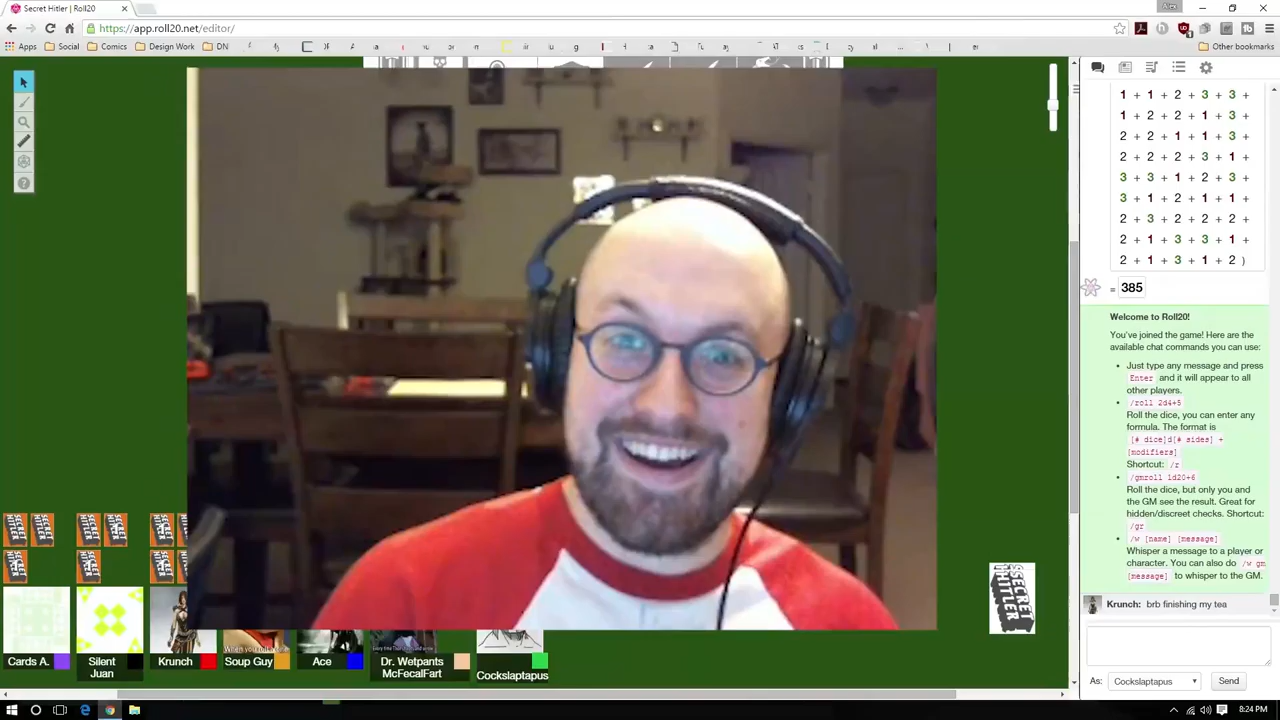 Secret Hitler | Roll20
Alex
https://app.roll20.net/editor/
Apps Social Comics Design Work DN
Other bookmarks
1 + 1 + 2 + 3 + 3 +
1 + 2 + 2 + 1 + 3 +
2 + 2 + 1 + 1 + 3 +
2 + 2 + 2 + 3 + 1 +
3 + 3 + 1 + 2 + 3 +
3 + 1 + 2 + 1 + 1 +
2 + 3 + 2 + 2 + 2 +
2 + 1 + 3 + 3 + 1 +
2 + 1 + 3 + 1 + 2 )
= 385
Welcome to Roll20!
You've joined the game! Here are the
available chat commands you can use:
Just type any message and press
Enter and it will appear to all
other players.
/roll 2d4+5
Roll the dice, you can enter any
formula. The format is
[# dice]d[# sides] +
[modifiers]
Shortcut: /r
/gmroll 1d20+6
Roll the dice, but only you and
the GM see the result. Great for
hidden/discreet checks. Shortcut:
/gr
/w [name] [message]
Whisper a message to a player or
character. You can also do /w gm
[message] to whisper to the GM.
Krunch: brb finishing my tea
As: Cockslaptapus Send
SECRET HITLER
Cards A.
Silent
Juan
Krunch
Soup Guy
Ace
Dr. Wetpants
McFecalFart
Cockslaptapus
8:24 PM